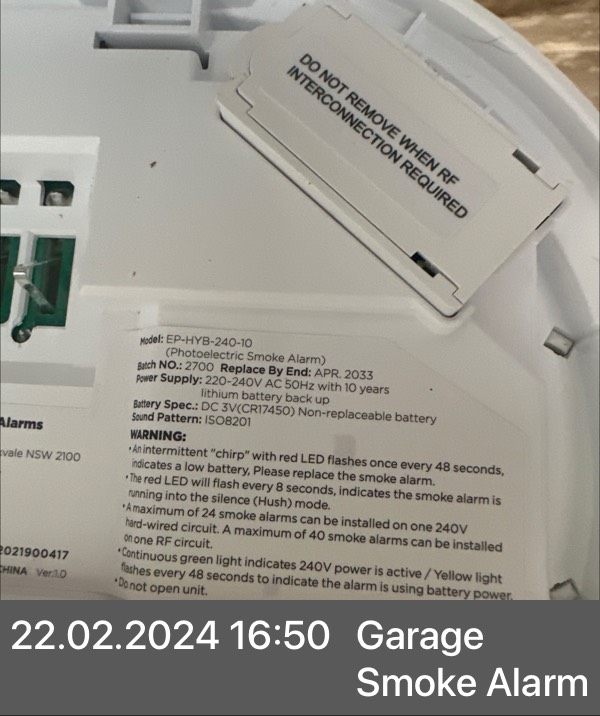 DO NOT REMOVE WHEN RF
INTERCONNECTION REQUIRED
Model: EP-HYB-240-10
(Photoelectric Smoke Alarm)
Batch NO.: 2700 Replace By End: APR. 2033
Power Supply: 220-240V AC 50Hz with 10 years
lithium battery back up
Battery Spec.: DC 3V(CR17450) Non-replaceable battery
Sound Pattern: ISO8201
WARNING:
•An intermittent "chirp" with red LED flashes once every 48 seconds,
indicates a low battery, Please replace the smoke alarm.
•The red LED will flash every 8 seconds, indicates the smoke alarm is
running into the silence (Hush) mode.
•A maximum of 24 smoke alarms can be installed on one 240V
hard-wired circuit. A maximum of 40 smoke alarms can be installed
on one RF circuit.
•Continuous green light indicates 240V power is active / Yellow light
flashes every 48 seconds to indicate the alarm is using battery power.
•Do not open unit.
Alarms
vale NSW 2100
2021900417
CHINA Ver3.0
22.02.2024 16:50 Garage
Smoke Alarm